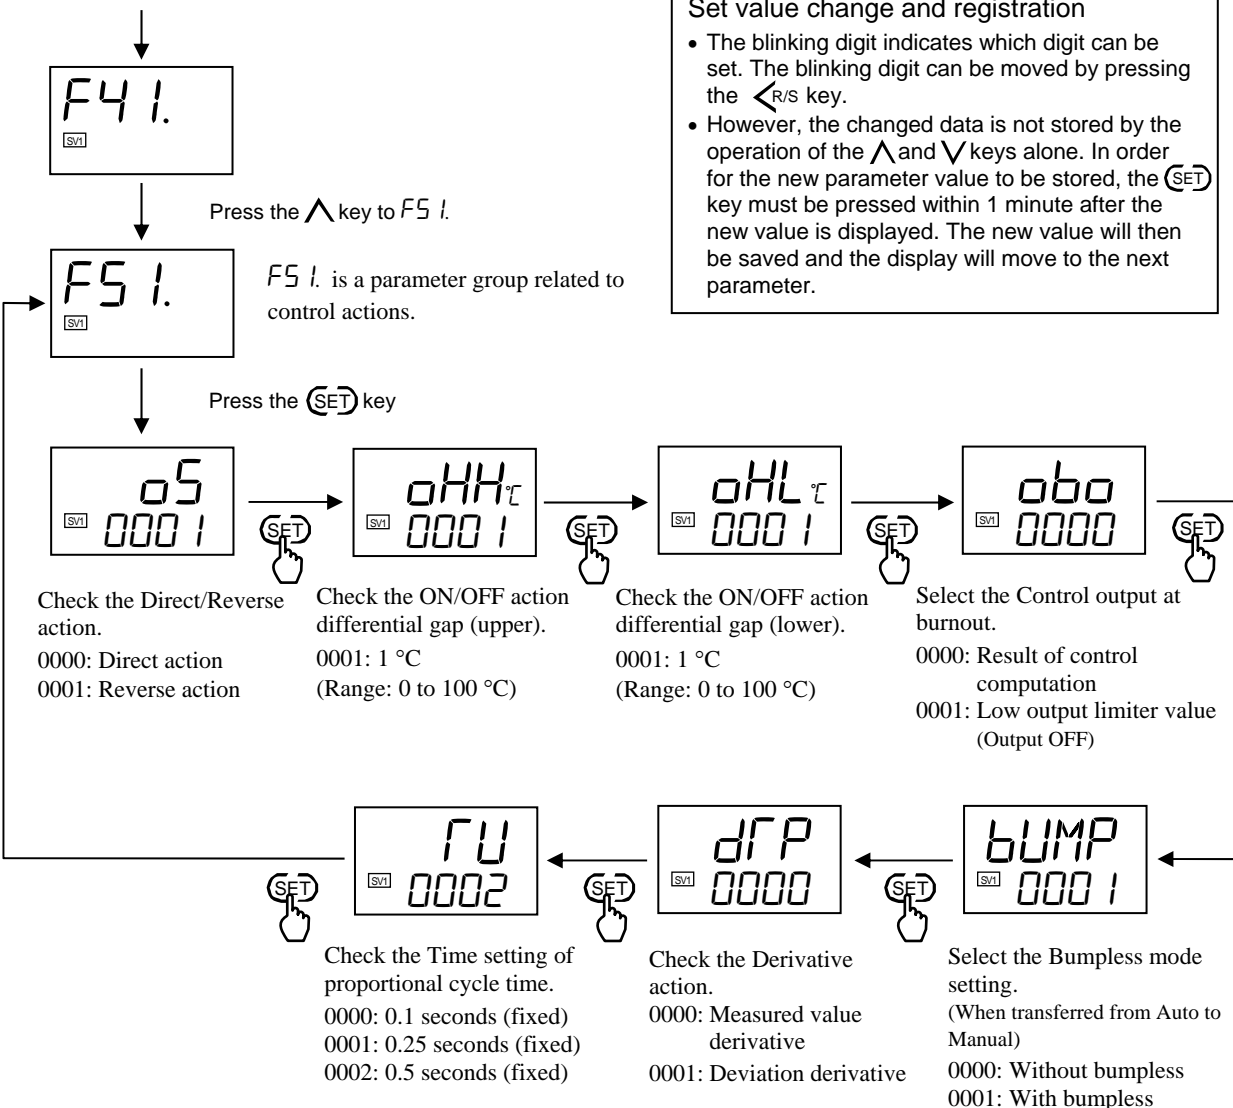 Set value change and registration
• The blinking digit indicates which digit can be
set. The blinking digit can be moved by pressing
the <R/S key.
• However, the changed data is not stored by the
operation of the ∧ and ∨ keys alone. In order
for the new parameter value to be stored, the SET
key must be pressed within 1 minute after the
new value is displayed. The new value will then
be saved and the display will move to the next
parameter.
F41.
SV1
Press the ∧ key to F51.
F51.
SV1
F51. is a parameter group related to
control actions.
Press the SET key
oS
SV1 0001
SET
Check the Direct/Reverse
action.
0000: Direct action
0001: Reverse action
oHH °C
SV1 0001
SET
Check the ON/OFF action
differential gap (upper).
0001: 1 °C
(Range: 0 to 100 °C)
oHL °C
SV1 0001
SET
Check the ON/OFF action
differential gap (lower).
0001: 1 °C
(Range: 0 to 100 °C)
obo
SV1 0000
SET
Select the Control output at
burnout.
0000: Result of control
computation
0001: Low output limiter value
(Output OFF)
bUMP
SV1 0001
SET
Select the Bumpless mode
setting.
(When transferred from Auto to
Manual)
0000: Without bumpless
0001: With bumpless
dΓP
SV1 0000
SET
Check the Derivative
action.
0000: Measured value
derivative
0001: Deviation derivative
ΓU
SV1 0002
SET
Check the Time setting of
proportional cycle time.
0000: 0.1 seconds (fixed)
0001: 0.25 seconds (fixed)
0002: 0.5 seconds (fixed)